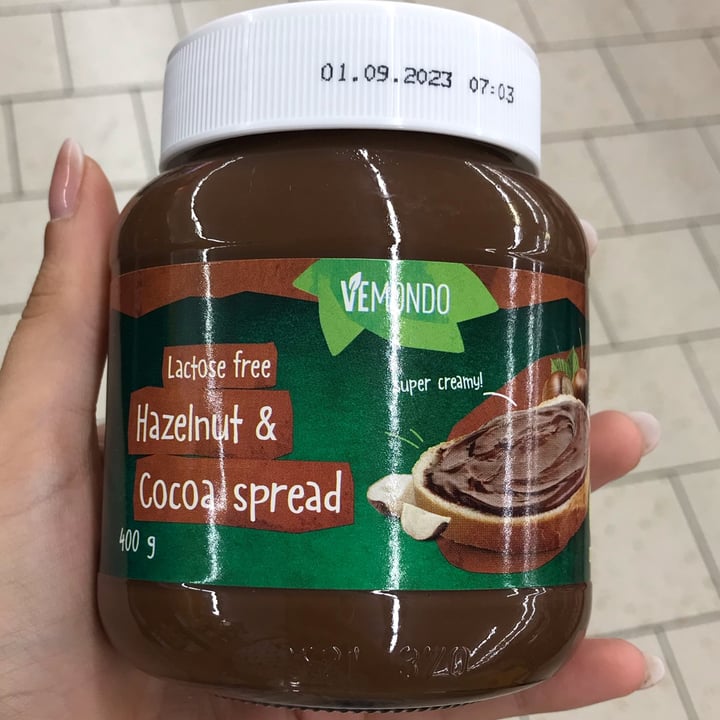 01.09.2023 07:03
VEMONDO
Lactose free
super creamy!
Hazelnut &
Cocoa spread
400 g